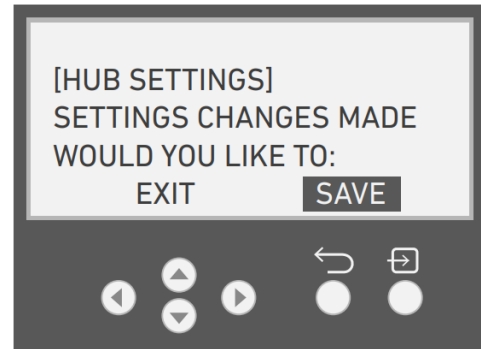 [HUB SETTINGS]
SETTINGS CHANGES MADE
WOULD YOU LIKE TO:
EXIT SAVE